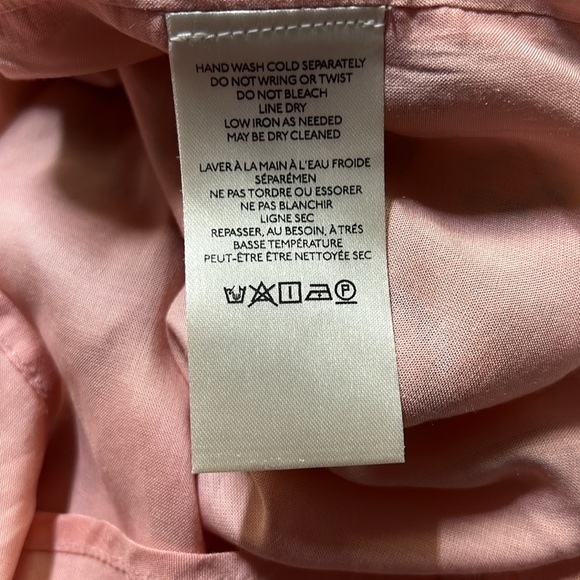 HAND WASH COLD SEPARATELY
DO NOT WRING OR TWIST
DO NOT BLEACH
LINE DRY
LOW IRON AS NEEDED
MAY BE DRY CLEANED
LAVER À LA MAIN À L'EAU FROIDE
SÉPARÉMEN
NE PAS TORDRE OU ESSORER
NE PAS BLANCHIR
LIGNE SEC
REPASSER, AU BESOIN, À TRÉS
BASSE TEMPÉRATURE
PEUT-ÊTRE ÊTRE NETTOYÉE SEC
P